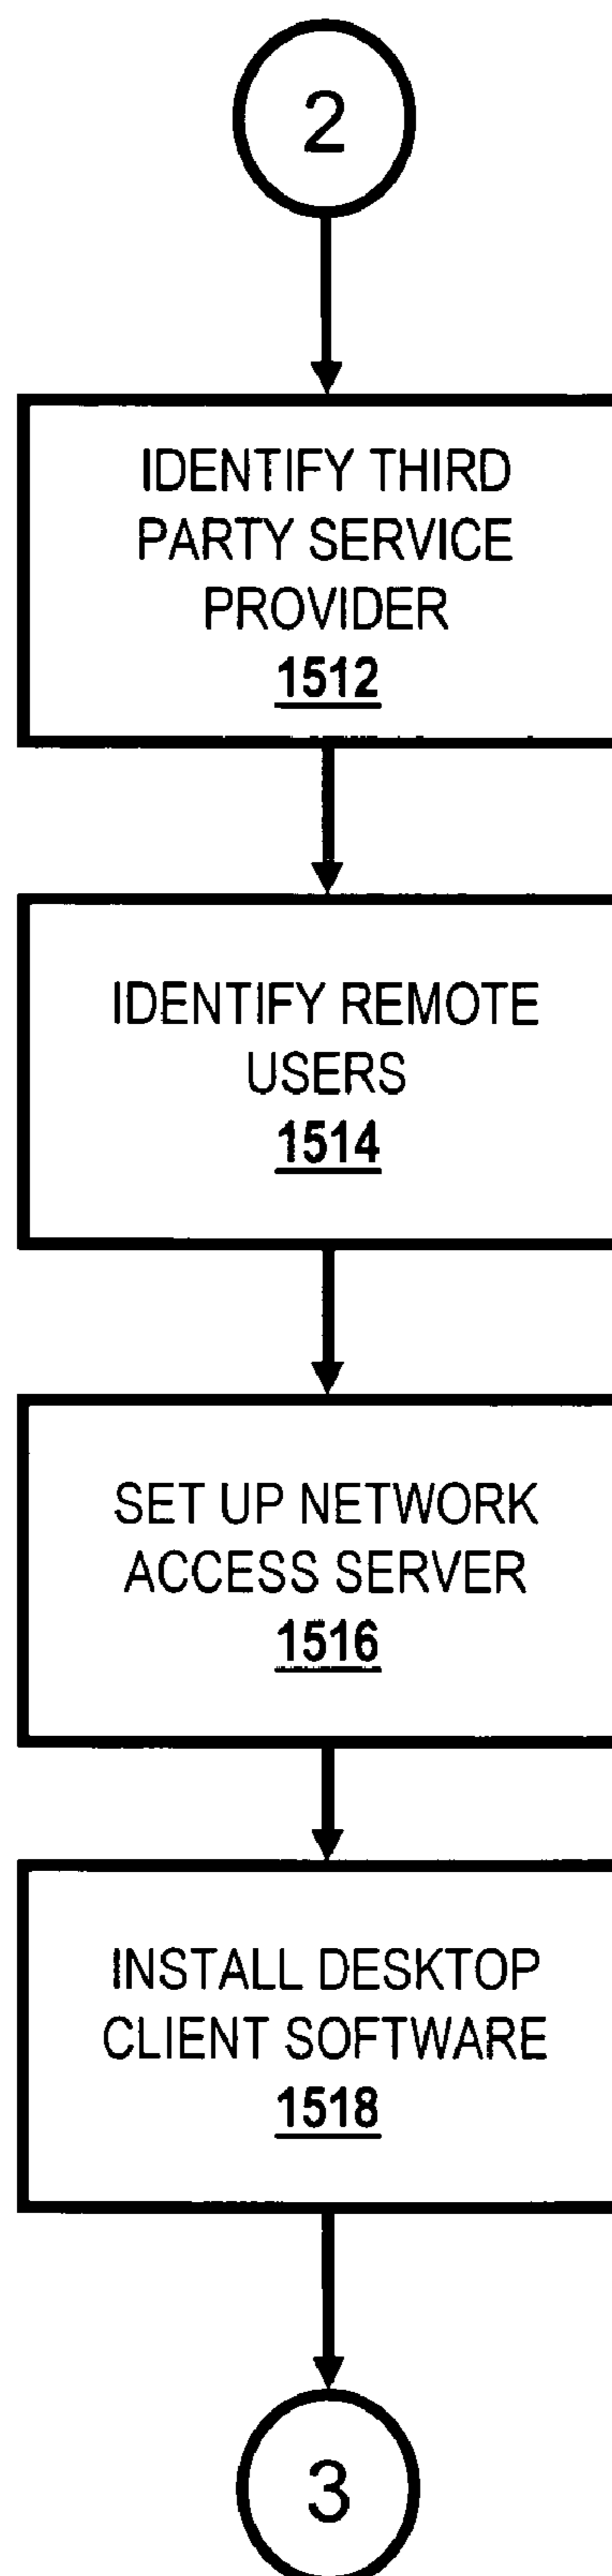 2
IDENTIFY THIRD
PARTY SERVICE
PROVIDER
1512
IDENTIFY REMOTE
USERS
1514
SET UP NETWORK
ACCESS SERVER
1516
INSTALL DESKTOP
CLIENT SOFTWARE
1518
3